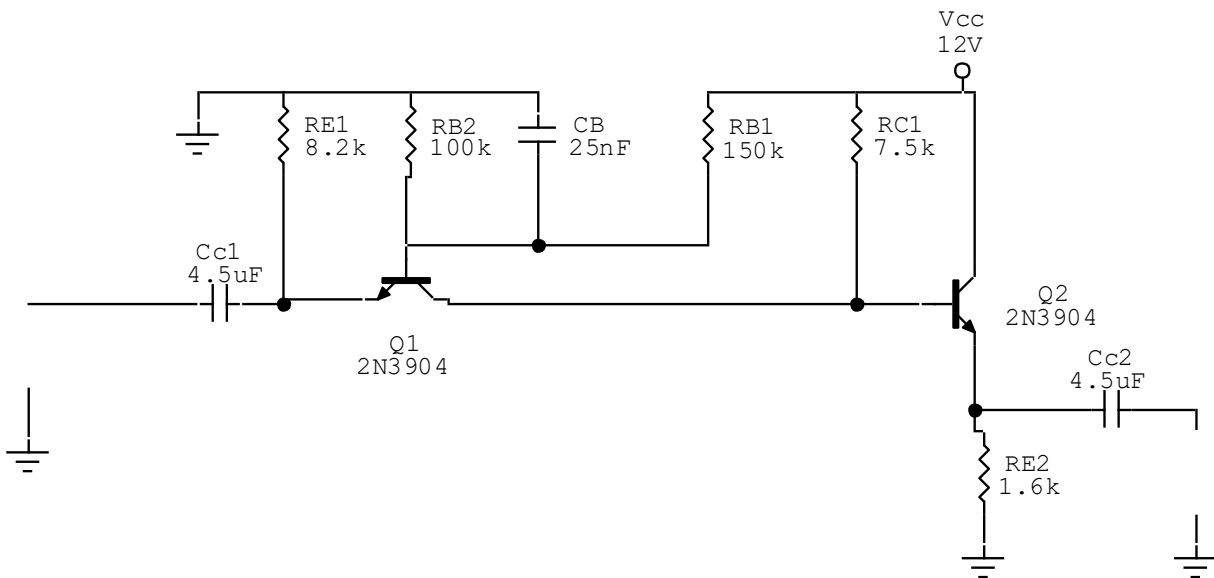 Vcc
12V
RE1
8.2k
RB2
100k
CB
25nF
RB1
150k
RC1
7.5k
Cc1
4.5uF
Q1
2N3904
Q2
2N3904
Cc2
4.5uF
RE2
1.6k